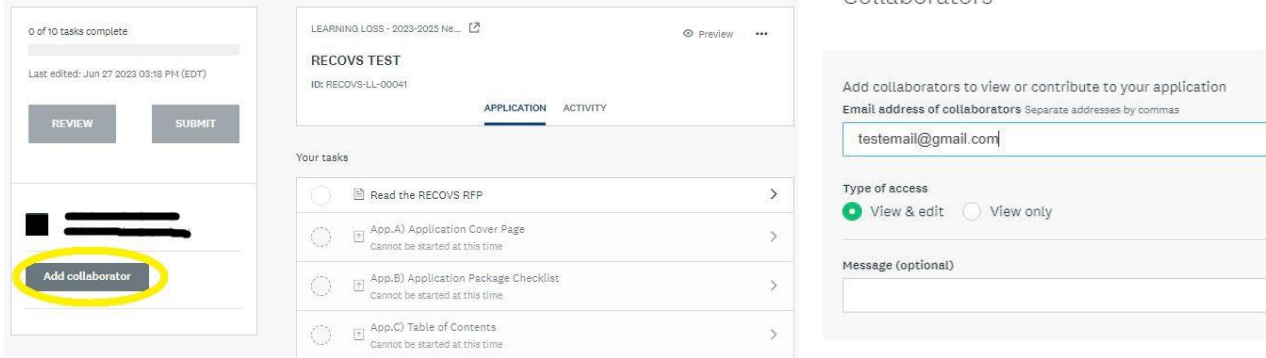 0 of 10 tasks complete
Last edited: Jun 27 2023 03:18 PM (EDT)
REVIEW SUBMIT
Add collaborator
LEARNING LOSS - 2023-2025 Ne...
Preview ...
RECOVS TEST
ID: RECOVS-LL-00041
APPLICATION ACTIVITY
Your tasks
Read the RECOVS RFP
App.A) Application Cover Page
Cannot be started at this time
App.B) Application Package Checklist
Cannot be started at this time
App.C) Table of Contents
Cannot be started at this time
Collaborators
Add collaborators to view or contribute to your application
Email address of collaborators Separate addresses by commas
testemail@gmail.com
Type of access
View & edit View only
Message (optional)